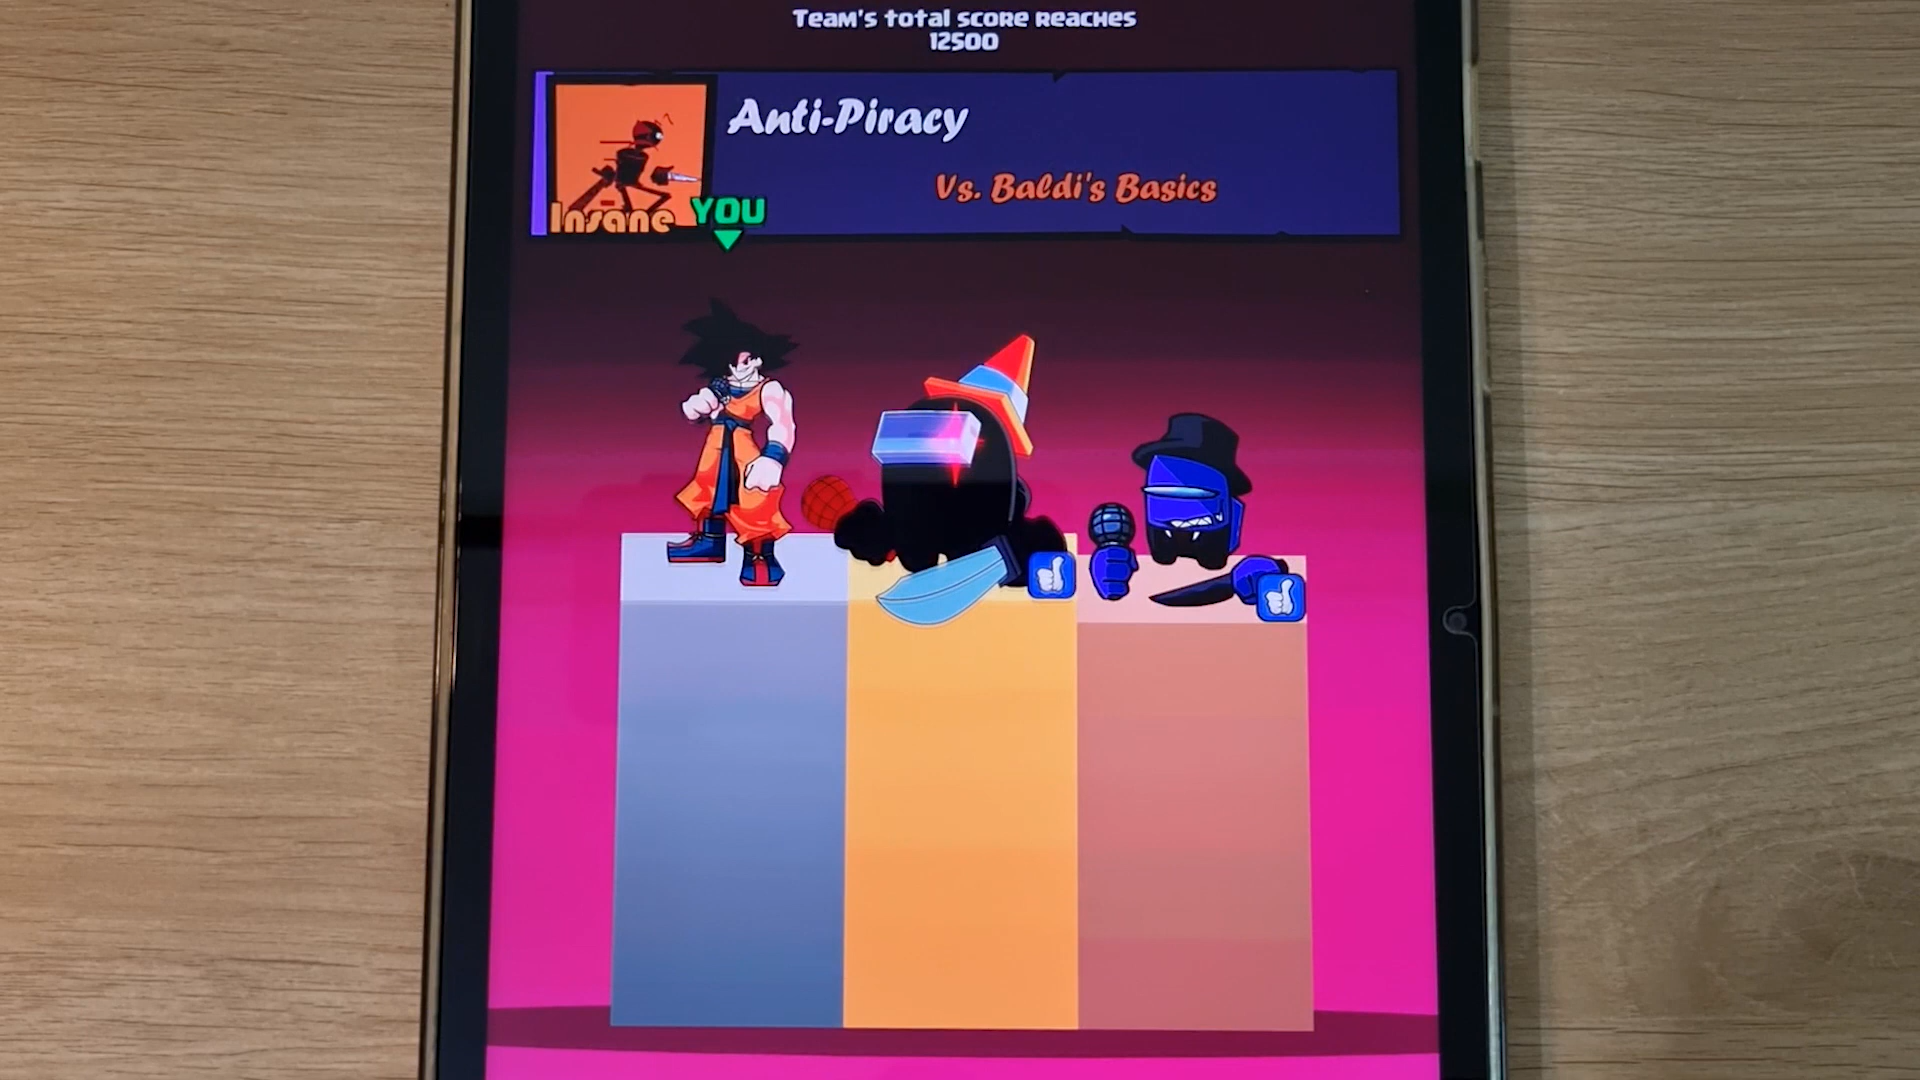 Team's total score reaches
12500
Anti-Piracy
Vs. Baldi's Basics
Insane
YOU